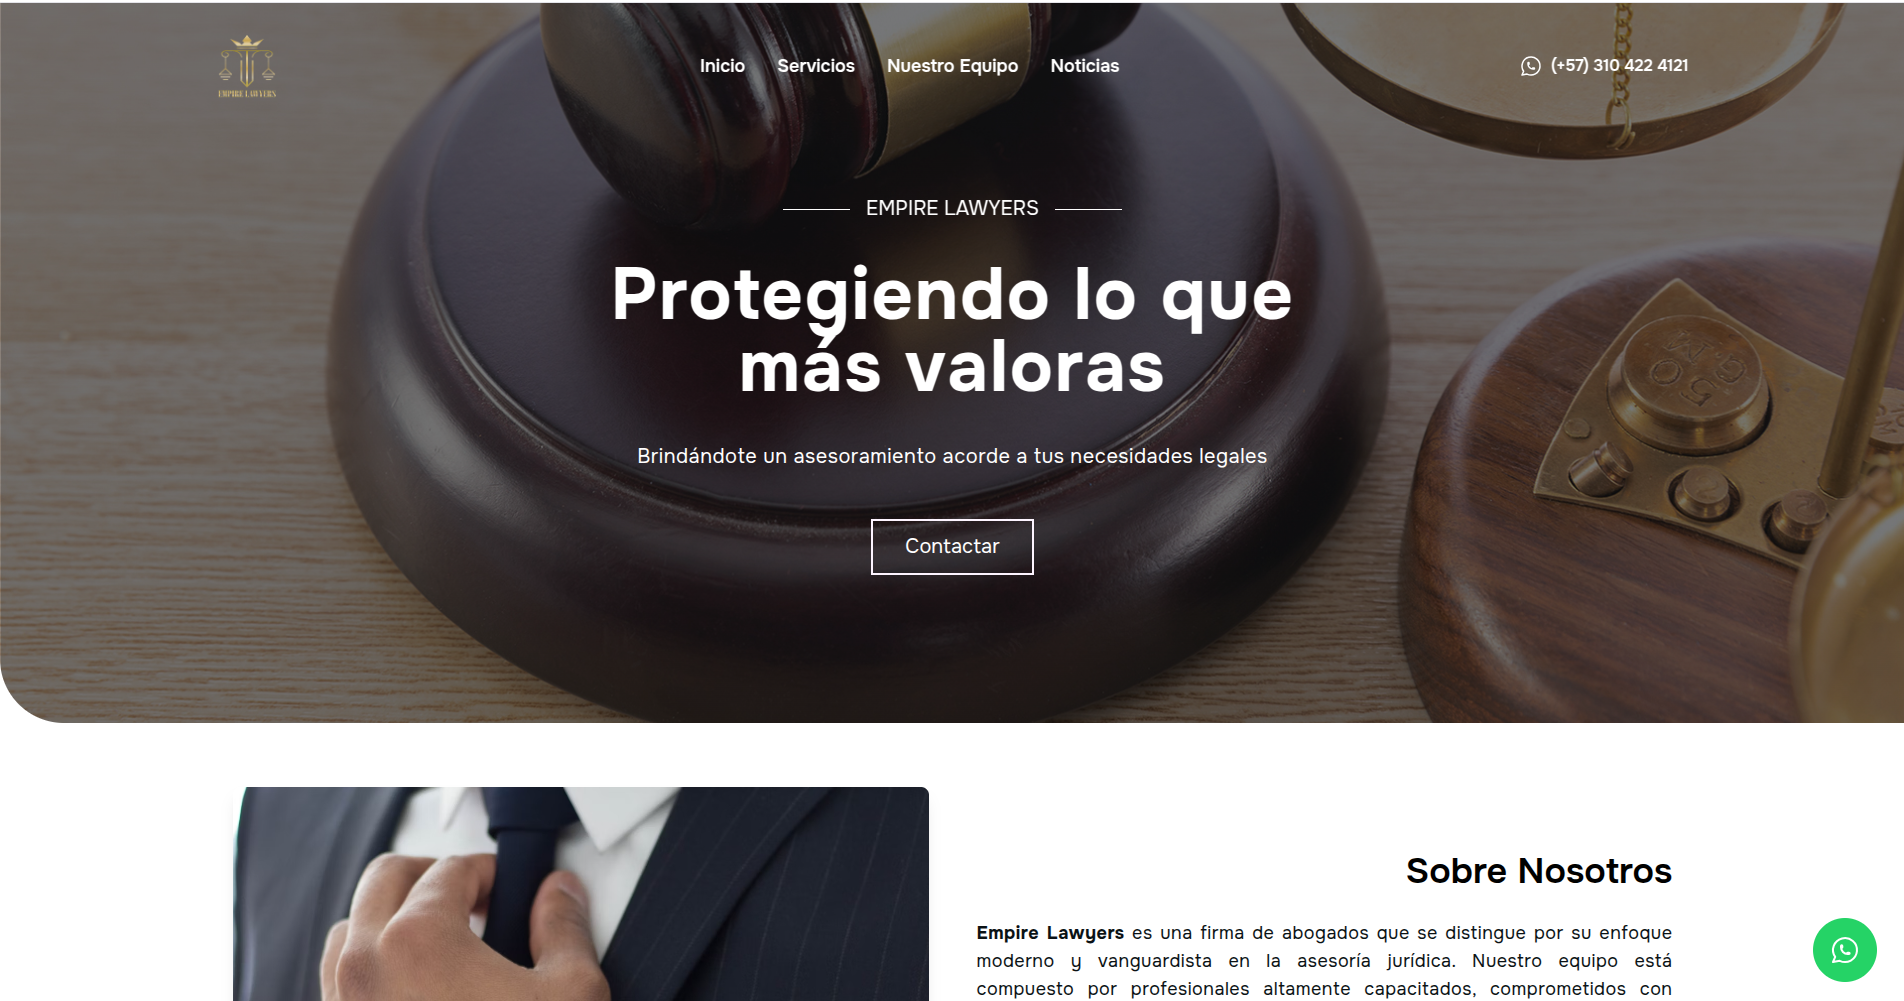 EMPIRE LAWYERS
Inicio Servicios Nuestro Equipo Noticias
(+57) 310 422 4121
EMPIRE LAWYERS
Protegiendo lo que
más valoras
Brindándote un asesoramiento acorde a tus necesidades legales
Contactar
50
G.M
Sobre Nosotros
Empire Lawyers es una firma de abogados que se distingue por su enfoque
moderno y vanguardista en la asesoría jurídica. Nuestro equipo está
compuesto por profesionales altamente capacitados, comprometidos con